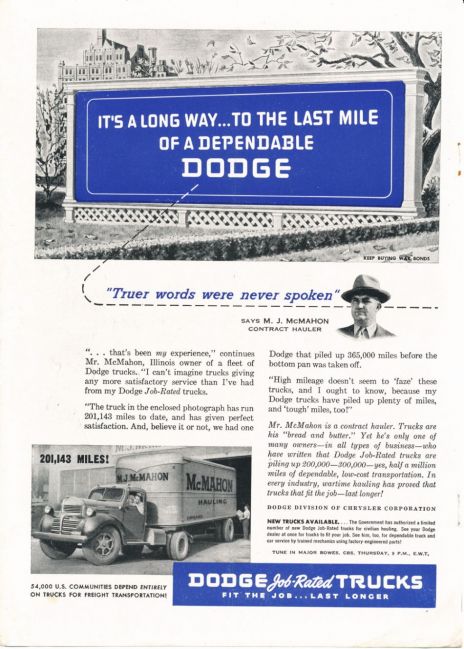 IT'S A LONG WAY...TO THE LAST MILE
OF A DEPENDABLE
DODGE
KEEP BUYING WAR BONDS
"Truer words were never spoken"
SAYS M. J. McMAHON
CONTRACT HAULER
". . . that's been my experience," continues
Mr. McMahon, Illinois owner of a fleet of
Dodge trucks. "I can't imagine trucks giving
any more satisfactory service than I've had
from my Dodge Job-Rated trucks.
"The truck in the enclosed photograph has run
201,143 miles to date, and has given perfect
satisfaction. And, believe it or not, we had one
Dodge that piled up 365,000 miles before the
bottom pan was taken off.
"High mileage doesn't seem to 'faze' these
trucks, and I ought to know, because my
Dodge trucks have piled up plenty of miles,
and 'tough' miles, too!"
Mr. McMahon is a contract hauler. Trucks are
his "bread and butter." Yet he's only one of
many owners—in all types of business—who
have written that Dodge Job-Rated trucks are
piling up 200,000—300,000—yes, half a million
miles of dependable, low-cost transportation. In
every industry, wartime hauling has proved that
trucks that fit the job—last longer!
DODGE DIVISION OF CHRYSLER CORPORATION
NEW TRUCKS AVAILABLE. . . . The Government has authorized a limited
number of new Dodge Job-Rated trucks for civilian hauling. See your Dodge
dealer at once for trucks to fit your job. See him, too, for dependable truck and
car service by trained mechanics using factory-engineered parts!
TUNE IN MAJOR BOWES, CBS, THURSDAY, 9 P.M., E.W.T.
201,143 MILES!
M.J. McMAHON
McMAHON
HAULING
54,000 U.S. COMMUNITIES DEPEND ENTIRELY
ON TRUCKS FOR FREIGHT TRANSPORTATION!
DODGE Job-Rated TRUCKS
FIT THE JOB...LAST LONGER